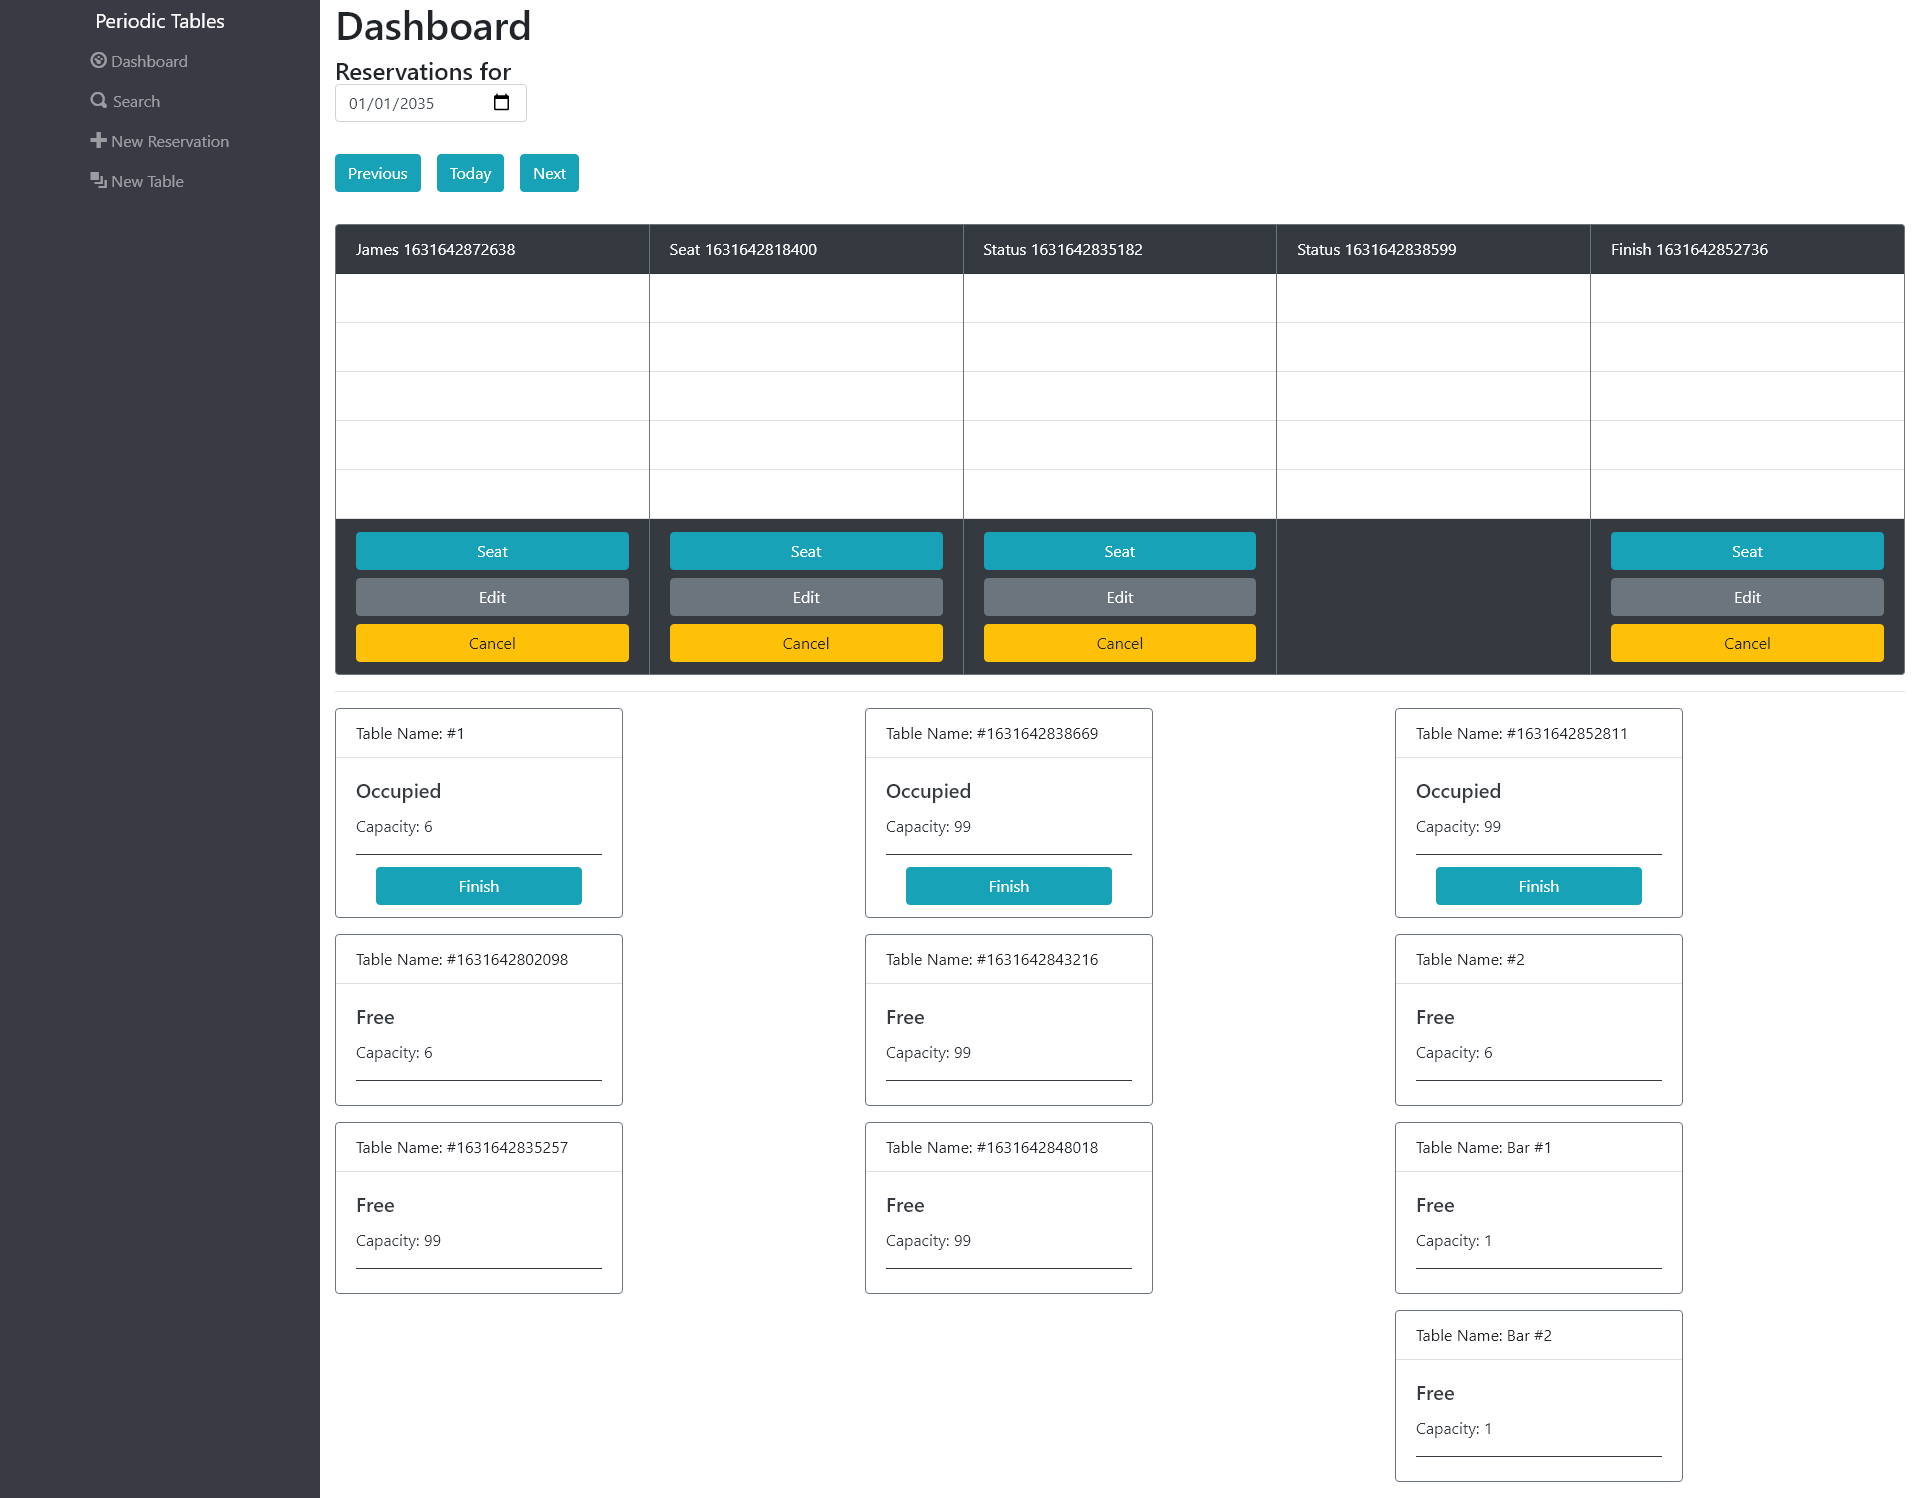 Periodic Tables
Dashboard
Search
New Reservation
New Table
Dashboard
Reservations for
01/01/2035
Previous Today Next
James 1631642872638 Seat 1631642818400 Status 1631642835182 Status 1631642838599 Finish 1631642852736
Seat Seat Seat Seat
Edit Edit Edit Edit
Cancel Cancel Cancel Cancel
Table Name: #1
Occupied
Capacity: 6
Finish
Table Name: #1631642802098
Free
Capacity: 6
Table Name: #1631642835257
Free
Capacity: 99
Table Name: #1631642838669
Occupied
Capacity: 99
Finish
Table Name: #1631642843216
Free
Capacity: 99
Table Name: #1631642848018
Free
Capacity: 99
Table Name: #1631642852811
Occupied
Capacity: 99
Finish
Table Name: #2
Free
Capacity: 6
Table Name: Bar #1
Free
Capacity: 1
Table Name: Bar #2
Free
Capacity: 1